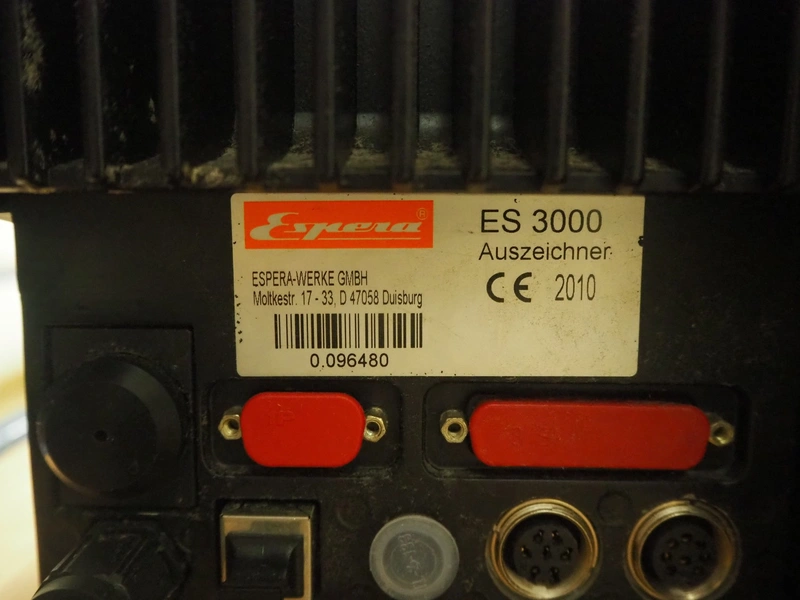 Espera®
ES 3000
Auszeichner
CE 2010
ESPERA-WERKE GMBH
Moltkestr. 17 - 33, D 47058 Duisburg
0.096480